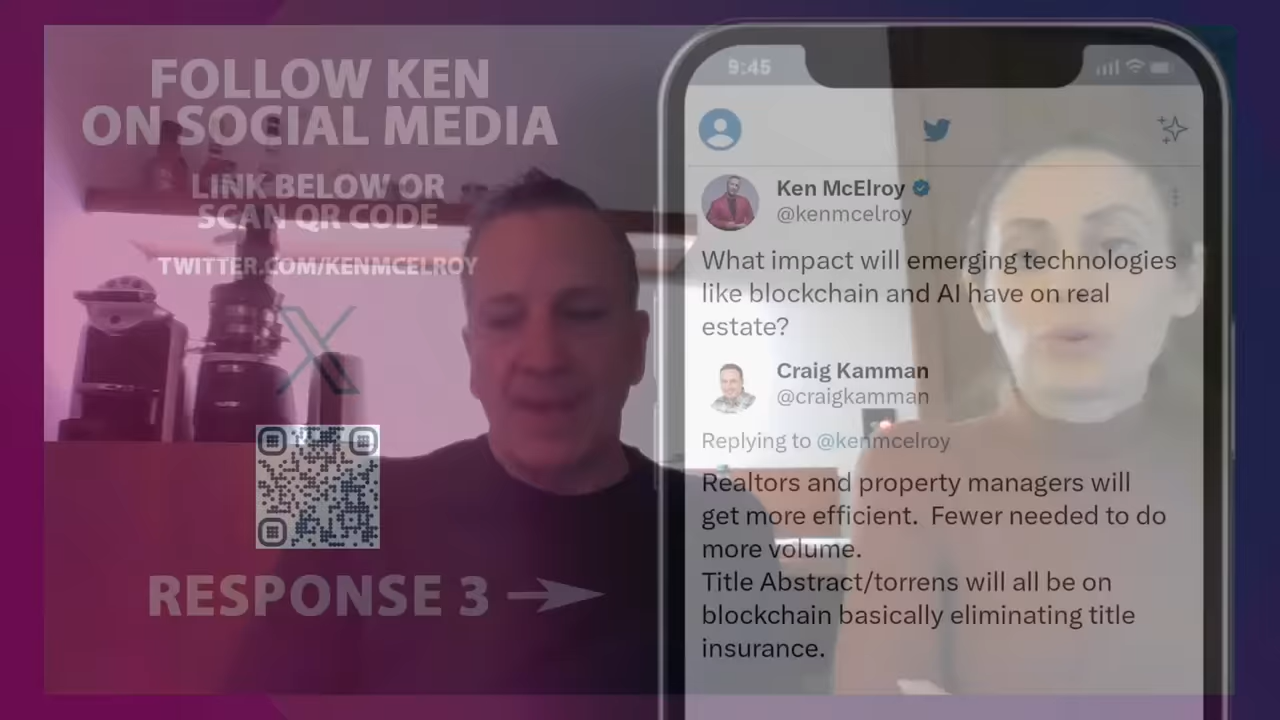 FOLLOW KEN
ON SOCIAL MEDIA
LINK BELOW OR
SCAN QR CODE
TWITTER.COM/KENMCELROY
X
RESPONSE 3
9:45
Ken McElroy
@kenmcelroy
What impact will emerging technologies
like blockchain and AI have on real
estate?
Craig Kamman
@craigkamman
Replying to @kenmcelroy
Realtors and property managers will
get more efficient.  Fewer needed to do
more volume.
Title Abstract/torrens will all be on
blockchain basically eliminating title
insurance.